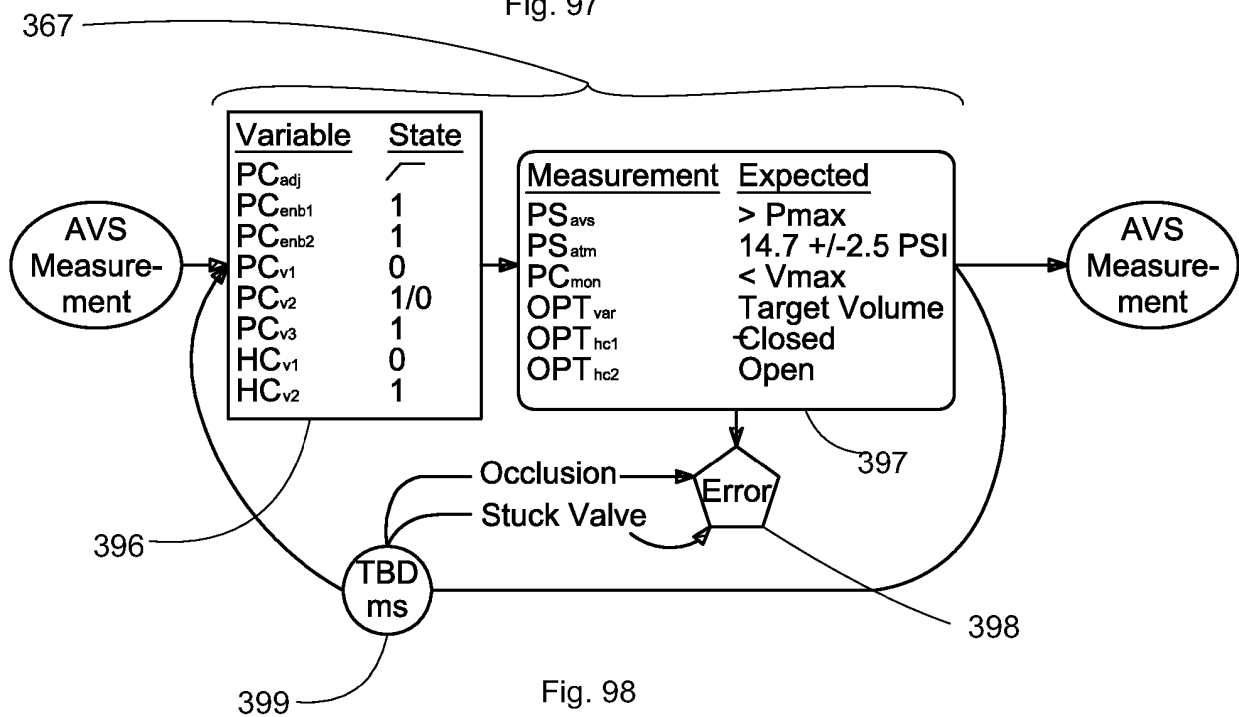 Fig. 97
367
Variable State
PCadj
PCenb1 1
PCenb2 1
PCv1 0
PCv2 1/0
PCv3 1
HCv1 0
HCv2 1
Measurement Expected
PSavs > Pmax
PSatm 14.7 +/-2.5 PSI
PCmon < Vmax
OPTvar Target Volume
OPThc1 Closed
OPThc2 Open
AVS
Measure-
ment
AVS
Measure-
ment
Occlusion
Stuck Valve
Error
397
396
TBD
ms
398
399
Fig. 98